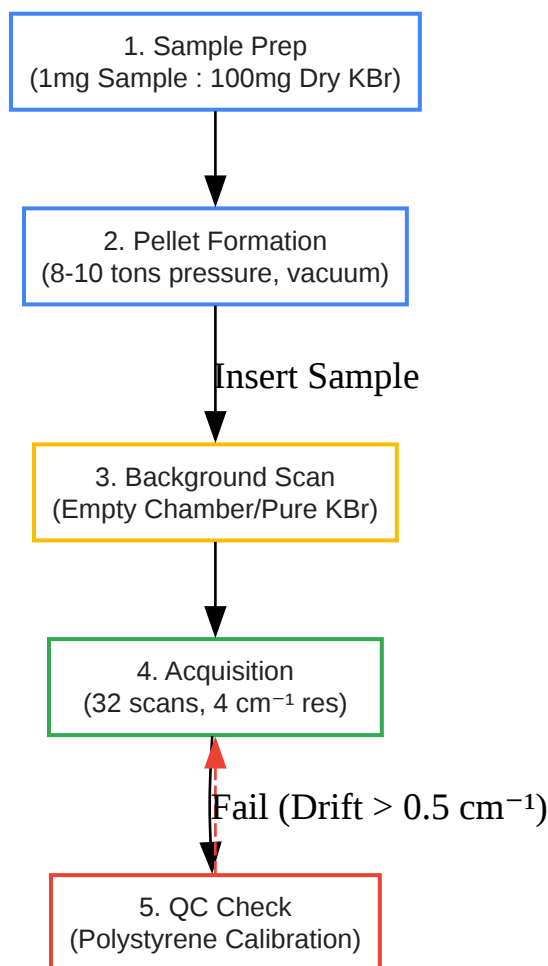 1. Sample Prep
(1mg Sample : 100mg Dry KBr)
2. Pellet Formation
(8-10 tons pressure, vacuum)
Insert Sample
3. Background Scan
(Empty Chamber/Pure KBr)
4. Acquisition
(32 scans, 4 cm⁻¹ res)
Fail (Drift > 0.5 cm⁻¹)
5. QC Check
(Polystyrene Calibration)